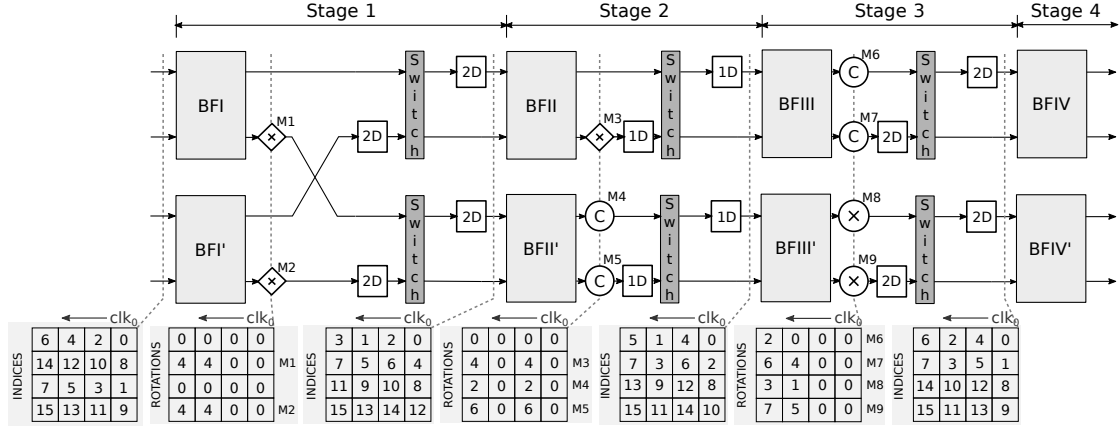 Stage 1 Stage 2 Stage 3 Stage 4
BFI Switch 2D BFII 1D Switch BFIII C M6 Switch 2D BFIV
× M1 2D × M3 1D C M7 2D
BFI' Switch 2D BFII' C M4 Switch 1D BFIII' × M8 Switch 2D BFIV'
× M2 2D C M5 1D × M9 2D
clk0 clk0 clk0 clk0 clk0 clk0 clk0
INDICES
6 4 2 0
14 12 10 8
7 5 3 1
15 13 11 9
ROTATIONS
0 0 0 0
4 4 0 0 M1
0 0 0 0
4 4 0 0 M2
INDICES
3 1 2 0
7 5 6 4
11 9 10 8
15 13 14 12
ROTATIONS
0 0 0 0
4 0 4 0 M3
2 0 2 0 M4
6 0 6 0 M5
INDICES
5 1 4 0
7 3 6 2
13 9 12 8
15 11 14 10
ROTATIONS
2 0 0 0 M6
6 4 0 0 M7
3 1 0 0 M8
7 5 0 0 M9
INDICES
6 2 4 0
7 3 5 1
14 10 12 8
15 11 13 9